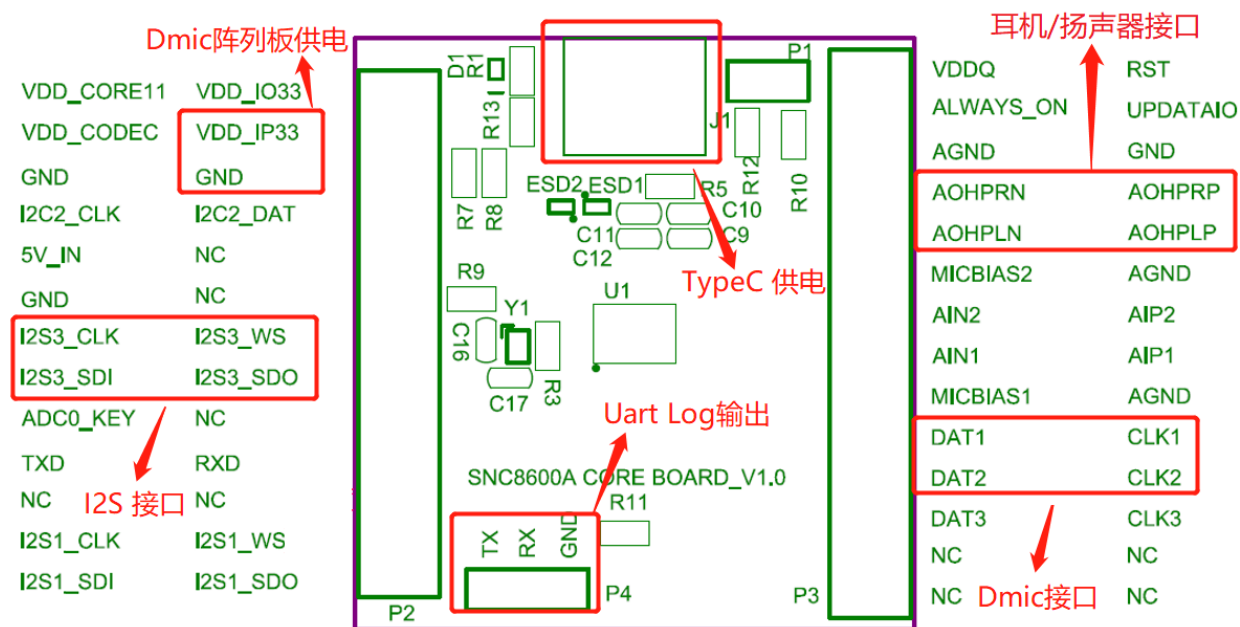 Dmic阵列板供电
耳机/扬声器接口
VDD_CORE11 VDD_IO33
VDD_CODEC VDD_IP33
GND GND
I2C2_CLK I2C2_DAT
5V_IN NC
GND NC
I2S3_CLK I2S3_WS
I2S3_SDI I2S3_SDO
ADC0_KEY NC
TXD RXD
NC NC
I2S 接口
I2S1_CLK I2S1_WS
I2S1_SDI I2S1_SDO
D1
R1
R13
J1
P1
R7
R8
ESD2
ESD1
R5
R12
R10
C10
C11
C9
C12
TypeC 供电
R9
Y1
U1
C16
R3
C17
Uart Log输出
SNC8600A CORE BOARD_V1.0
R11
TX
RX
GND
P4
P2
P3
VDDQ RST
ALWAYS_ON UPDATAIO
AGND GND
AOHPRN AOHPRP
AOHPLN AOHPLP
MICBIAS2 AGND
AIN2 AIP2
AIN1 AIP1
MICBIAS1 AGND
DAT1 CLK1
DAT2 CLK2
DAT3 CLK3
NC NC
Dmic接口
NC NC